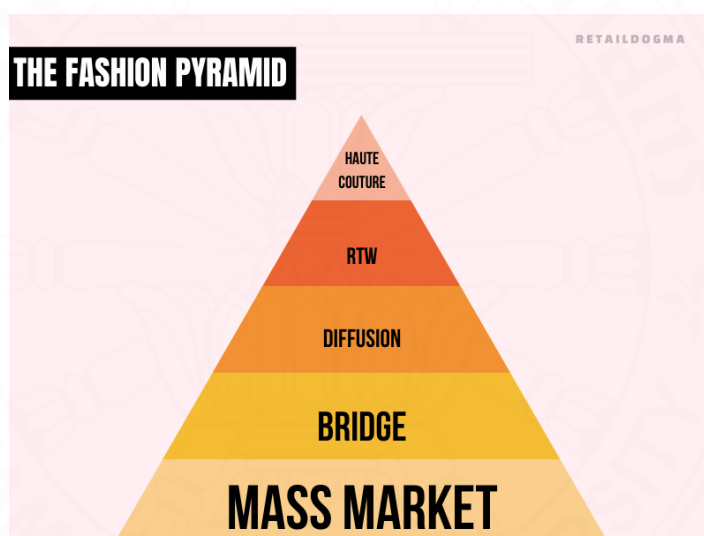 RETAILDOGMA
THE FASHION PYRAMID
HAUTE
COUTURE
RTW
DIFFUSION
BRIDGE
MASS MARKET